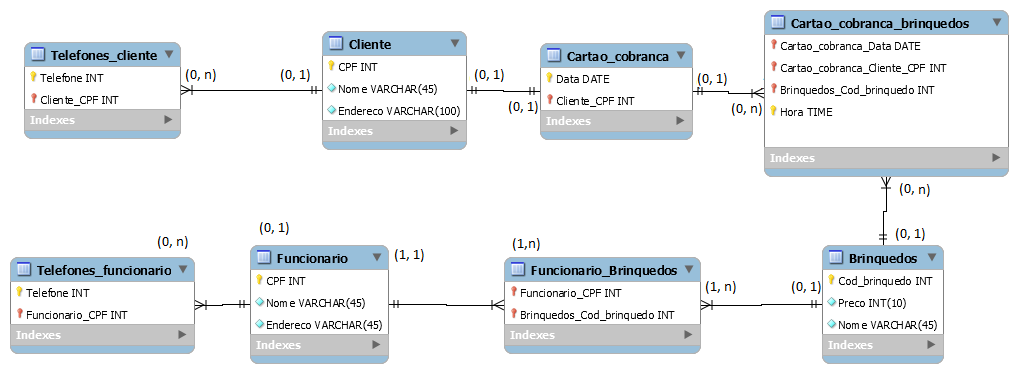 Telefones_cliente
Telefone INT
Cliente_CPF INT
Indexes
(0, n)
(0, 1)
Cliente
CPF INT
Nome VARCHAR(45)
Endereco VARCHAR(100)
Indexes
(0, 1)
(0, 1)
Cartao_cobranca
Data DATE
Cliente_CPF INT
Indexes
(0, 1)
(0, n)
Cartao_cobranca_brinquedos
Cartao_cobranca_Data DATE
Cartao_cobranca_Cliente_CPF INT
Brinquedos_Cod_brinquedo INT
Hora TIME
Indexes
(0, n)
(0, 1)
(0, n)
Telefones_funcionario
Telefone INT
Funcionario_CPF INT
Indexes
(0, 1)
Funcionario
CPF INT
Nome VARCHAR(45)
Endereco VARCHAR(45)
Indexes
(1, 1)
(1,n)
Funcionario_Brinquedos
Funcionario_CPF INT
Brinquedos_Cod_brinquedo INT
Indexes
(1, n)
(0, 1)
Brinquedos
Cod_brinquedo INT
Preco INT(10)
Nome VARCHAR(45)
Indexes